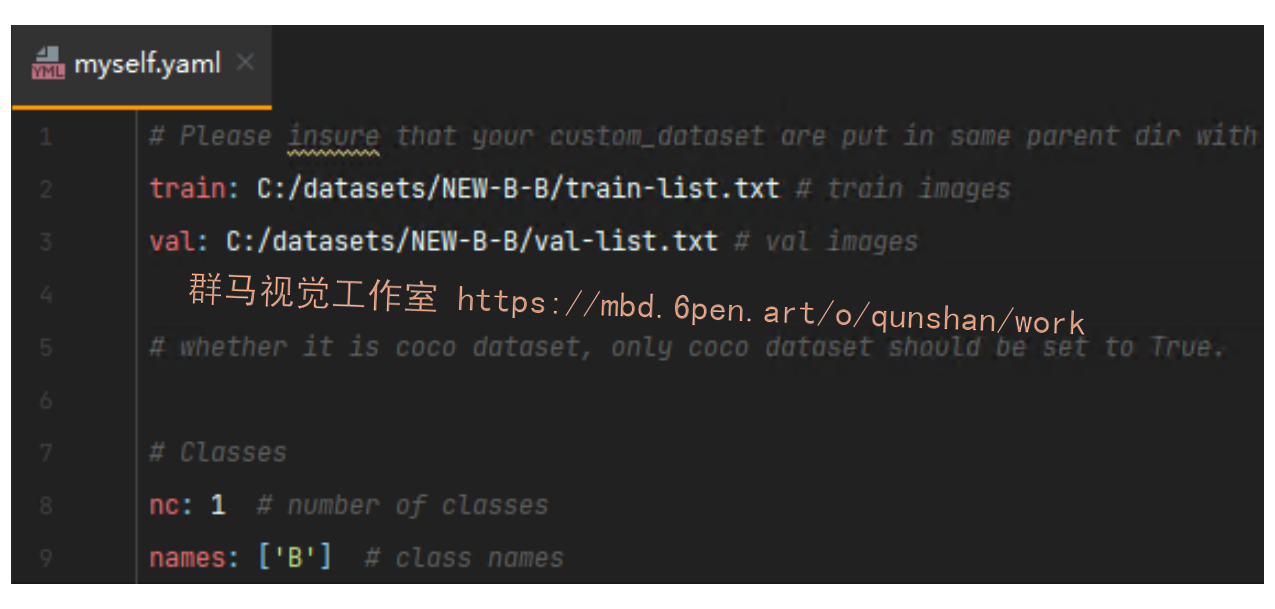 YML myself.yaml ×
1 # Please insure that your custom_dataset are put in same parent dir with
2 train: C:/datasets/NEW-B-B/train-list.txt # train images
3 val: C:/datasets/NEW-B-B/val-list.txt # val images
4
群马视觉工作室 https://mbd.6pen.art/o/qunshan/work
5 # whether it is coco dataset, only coco dataset should be set to True.
6
7 # Classes
8 nc: 1 # number of classes
9 names: ['B'] # class names